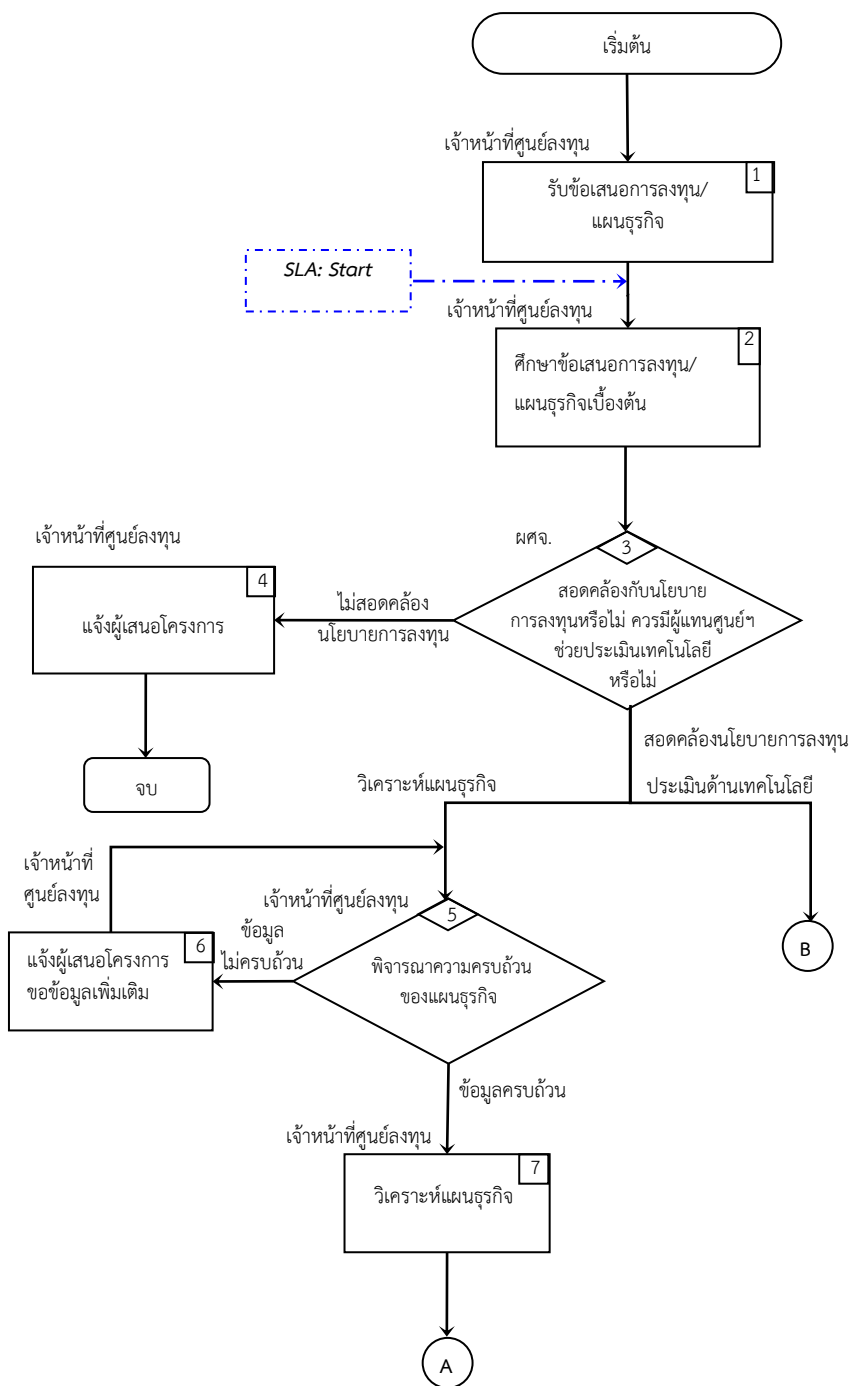 เริ่มต้น
เจ้าหน้าที่ศูนย์ลงทุน
1
รับข้อเสนอการลงทุน/
แผนธุรกิจ
SLA: Start
เจ้าหน้าที่ศูนย์ลงทุน
2
ศึกษาข้อเสนอการลงทุน/
แผนธุรกิจเบื้องต้น
ผศจ.
3
สอดคล้องกับนโยบาย
การลงทุนหรือไม่ ควรมีผู้แทนศูนย์ฯ
ช่วยประเมินเทคโนโลยี
หรือไม่
เจ้าหน้าที่ศูนย์ลงทุน
4
แจ้งผู้เสนอโครงการ
ไม่สอดคล้อง
นโยบายการลงทุน
จบ
สอดคล้องนโยบายการลงทุน
วิเคราะห์แผนธุรกิจ
ประเมินด้านเทคโนโลยี
เจ้าหน้าที่
ศูนย์ลงทุน
เจ้าหน้าที่ศูนย์ลงทุน
5
พิจารณาความครบถ้วน
ของแผนธุรกิจ
ข้อมูล
ไม่ครบถ้วน
6
แจ้งผู้เสนอโครงการ
ขอข้อมูลเพิ่มเติม
B
ข้อมูลครบถ้วน
เจ้าหน้าที่ศูนย์ลงทุน
7
วิเคราะห์แผนธุรกิจ
A